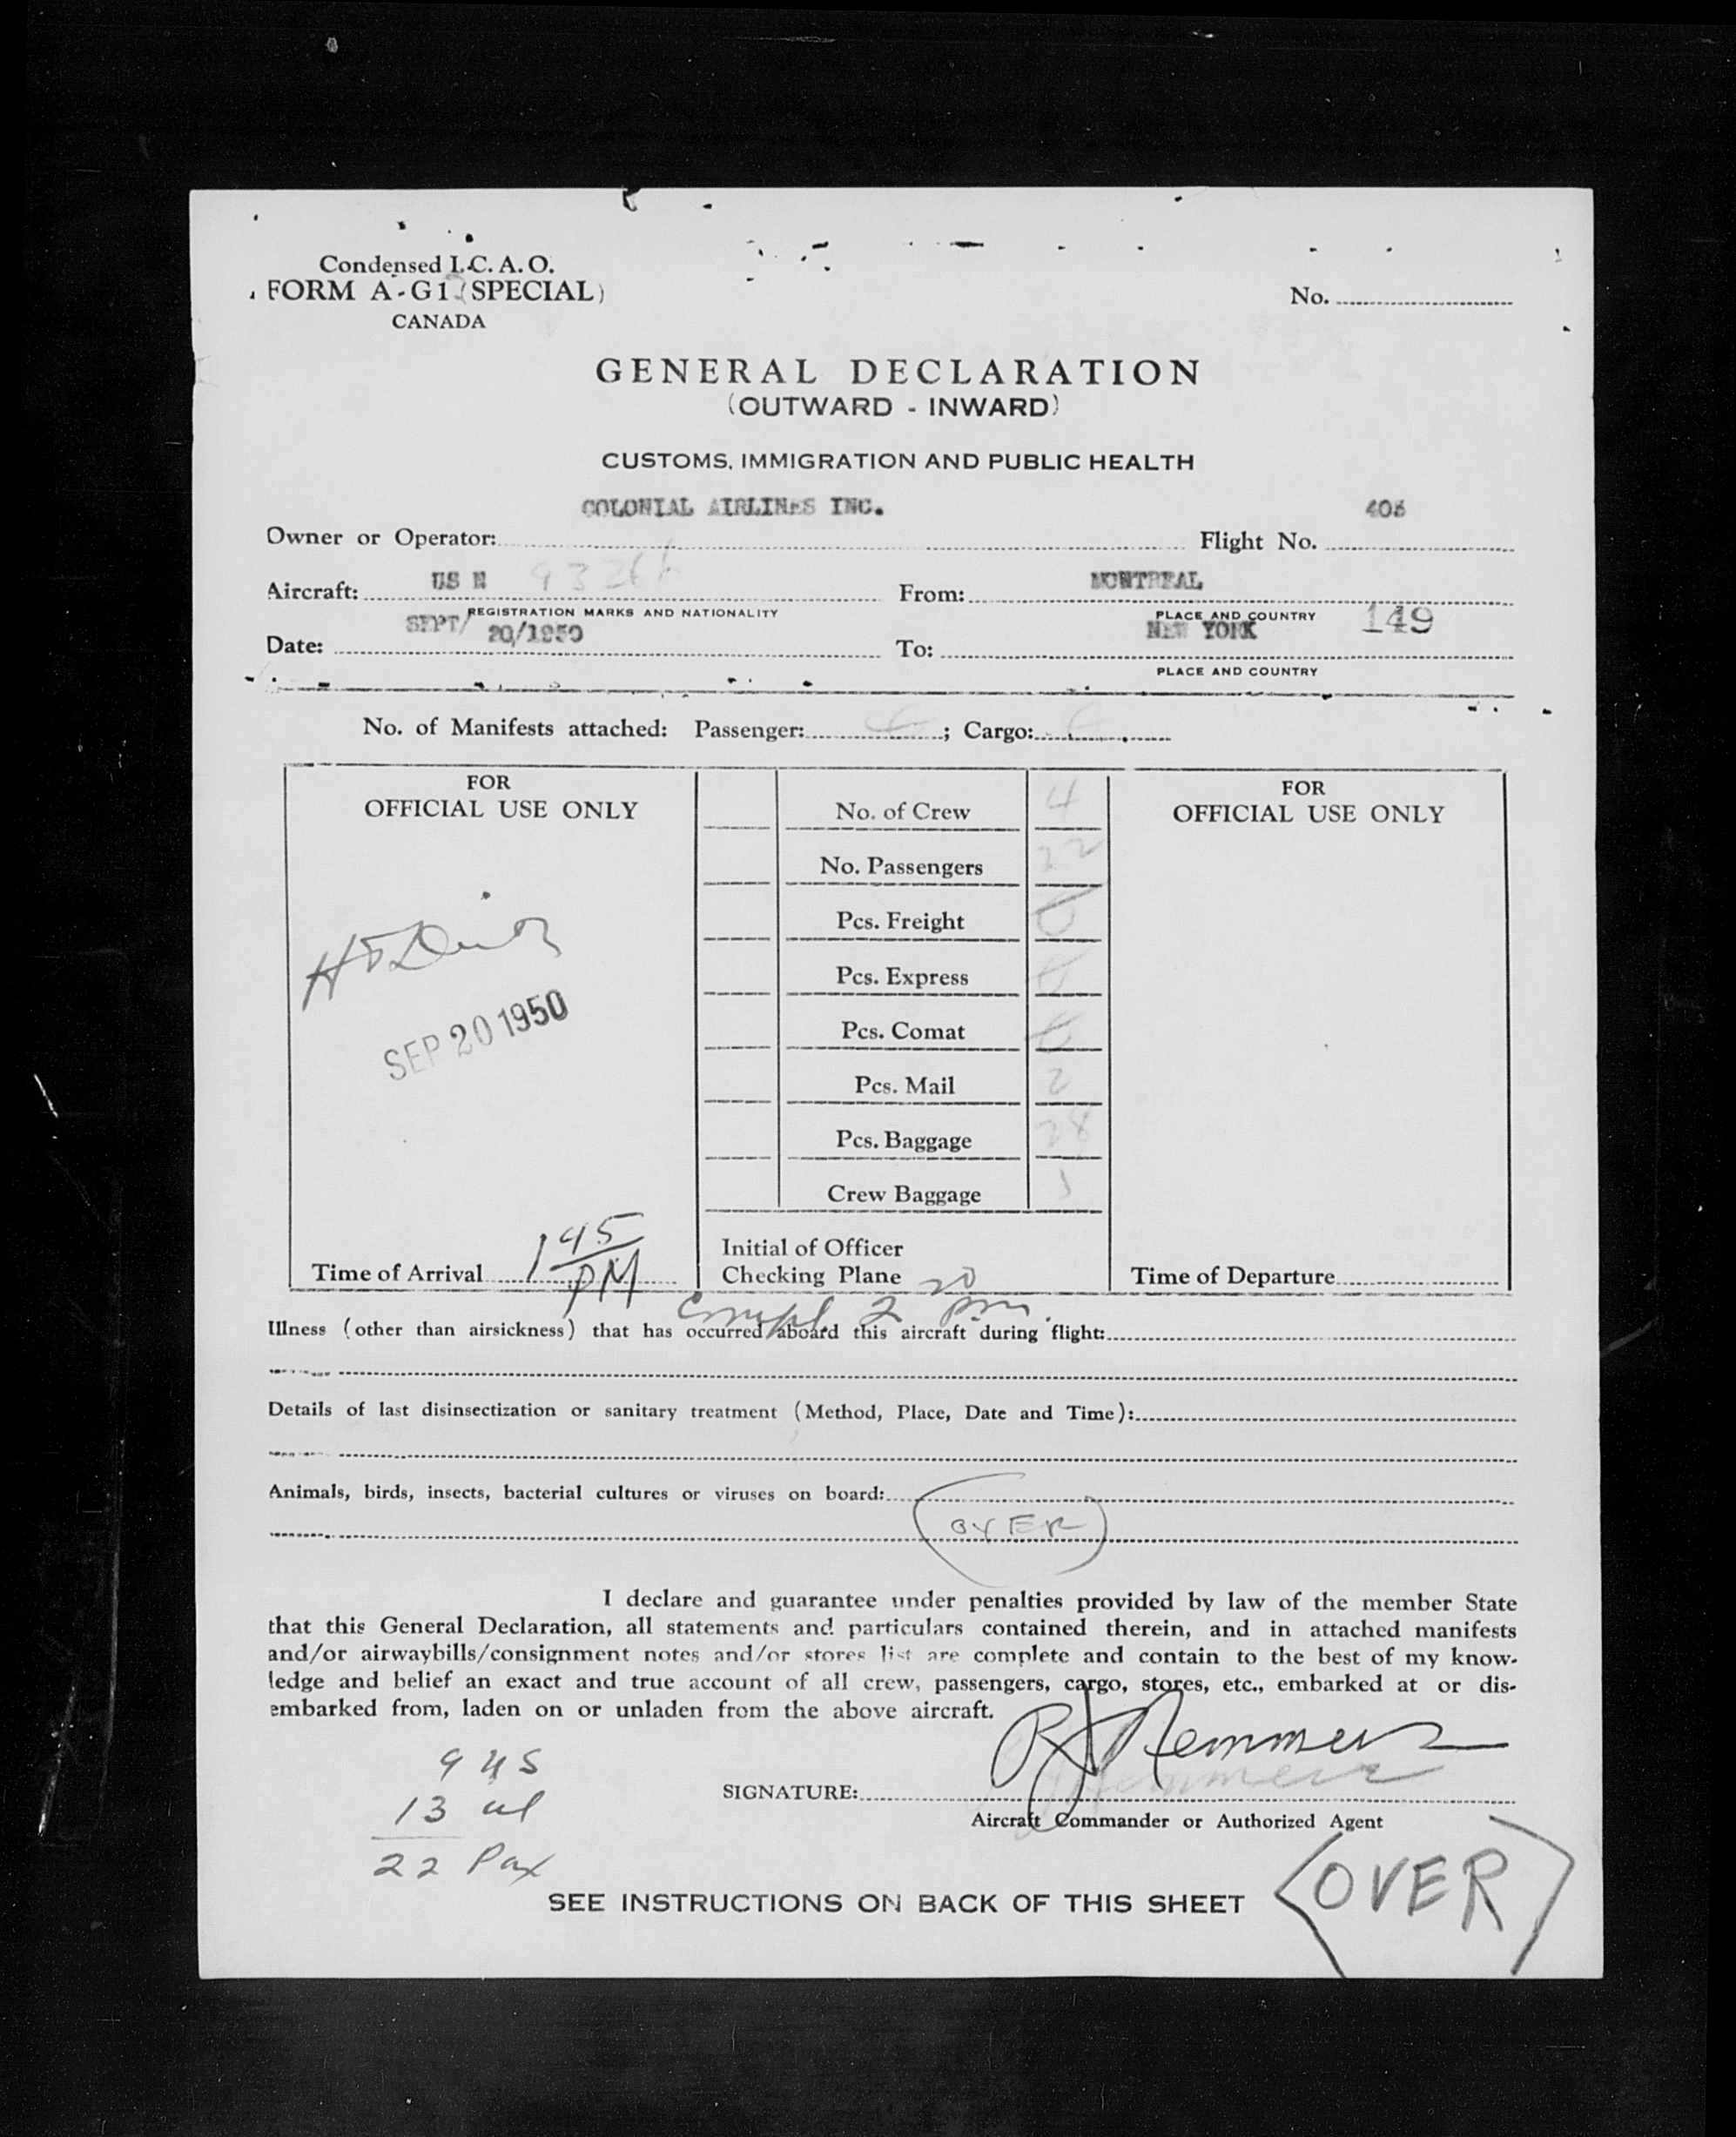 Condensed I.C.A.O.
FORM A-G1 (SPECIAL)
CANADA
No.
GENERAL DECLARATION
(OUTWARD - INWARD)
CUSTOMS, IMMIGRATION AND PUBLIC HEALTH
COLONIAL AIRLINES INC.
Owner or Operator: Flight No.
Aircraft: US N From: MONTREAL
REGISTRATION MARKS AND NATIONALITY PLACE AND COUNTRY 149
Date: SEPT/ 20/1950 To: NEW YORK
PLACE AND COUNTRY
No. of Manifests attached: Passenger: ; Cargo:
FOR
OFFICIAL USE ONLY
SEP 20 1950
Time of Arrival 1 45 PM
No. of Crew 4
No. Passengers 22
Pcs. Freight
Pcs. Express
Pcs. Comat
Pcs. Mail 2
Pcs. Baggage 28
Crew Baggage
Initial of Officer
Checking Plane
FOR
OFFICIAL USE ONLY
Time of Departure
Compl 2 20 pm
Illness (other than airsickness) that has occurred aboard this aircraft during flight:
Details of last disinsectization or sanitary treatment (Method, Place, Date and Time):
Animals, birds, insects, bacterial cultures or viruses on board:
OVER
I declare and guarantee under penalties provided by law of the member State
that this General Declaration, all statements and particulars contained therein, and in attached manifests
and/or airwaybills/consignment notes and/or stores list are complete and contain to the best of my know-
ledge and belief an exact and true account of all crew, passengers, cargo, stores, etc., embarked at or dis-
embarked from, laden on or unladen from the above aircraft.
9 US
13 al
22 Pax
SIGNATURE:
Aircraft Commander or Authorized Agent
OVER
SEE INSTRUCTIONS ON BACK OF THIS SHEET